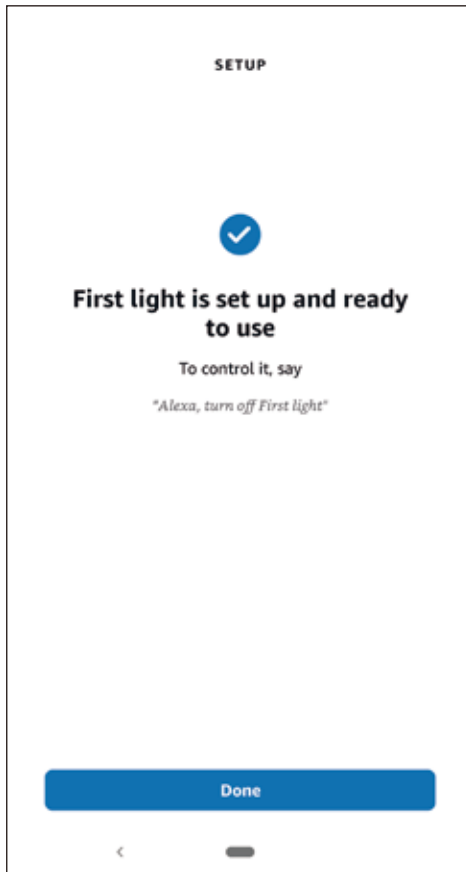 SETUP
First light is set up and ready
to use
To control it, say
"Alexa, turn off First light"
Done